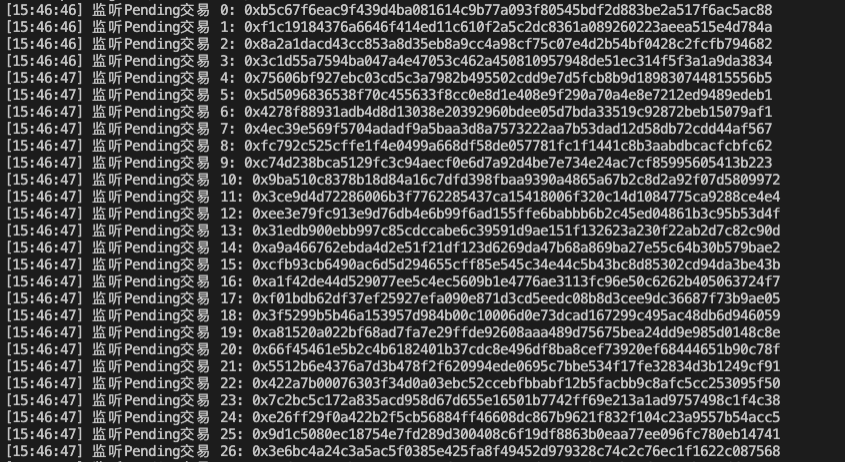 [15:46:46] 监听Pending交易 0: 0xb5c67f6eac9f439d4ba081614c9b77a093f80545bdf2d883be2a517f6ac5ac88
[15:46:46] 监听Pending交易 1: 0xf1c19184376a6646f414ed11c610f2a5c2dc8361a089260223aeea515e4d784a
[15:46:46] 监听Pending交易 2: 0x8a2a1dacd43cc853a8d35eb8a9cc4a98cf75c07e4d2b54bf0428c2fcfb794682
[15:46:46] 监听Pending交易 3: 0x3c1d55a7594ba047a4e47053c462a450810957948de51ec314f5f3a1a9da3834
[15:46:46] 监听Pending交易 4: 0x75606bf927ebc03cd5c3a7982b495502cdd9e7d5fcb8b9d189830744815556b5
[15:46:47] 监听Pending交易 5: 0x5d5096836538f70c455633f8cc0e8d1e408e9f290a70a4e8e7212ed9489edeb1
[15:46:47] 监听Pending交易 6: 0x4278f88931adb4d8d13038e20392960bdee05d7bda33519c92872beb15079af1
[15:46:47] 监听Pending交易 7: 0x4ec39e569f5704adadf9a5baa3d8a7573222aa7b53dad12d58db72cdd44af567
[15:46:47] 监听Pending交易 8: 0xfc792c525cffe1f4e0499a668df58de057781fc1f1441c8b3aabdbcacfcbfc62
[15:46:47] 监听Pending交易 9: 0xc74d238bca5129fc3c94aecf0e6d7a92d4be7e734e24ac7cf85995605413b223
[15:46:47] 监听Pending交易 10: 0x9ba510c8378b18d84a16c7dfd398fbaa9390a4865a67b2c8d2a92f07d5809972
[15:46:47] 监听Pending交易 11: 0x3ce9d4d72286006b3f7762285437ca15418006f320c14d1084775ca9288ce4e4
[15:46:47] 监听Pending交易 12: 0xee3e79fc913e9d76db4e6b99f6ad155ffe6babbb6b2c45ed04861b3c95b53d4f
[15:46:47] 监听Pending交易 13: 0x31edb900ebb997c85cdccabe6c39591d9ae151f132623a230f22ab2d7c82c90d
[15:46:47] 监听Pending交易 14: 0xa9a466762ebda4d2e51f21df123d6269da47b68a869ba27e55c64b30b579bae2
[15:46:47] 监听Pending交易 15: 0xcfb93cb6490ac6d5d294655cff85e545c34e44c5b43bc8d85302cd94da3be43b
[15:46:47] 监听Pending交易 16: 0xa1f42de44d529077ee5c4ec5609b1e4776ae3113fc96e50c6262b405063724f7
[15:46:47] 监听Pending交易 17: 0xf01bdb62df37ef25927efa090e871d3cd5eedc08b8d3cee9dc36687f73b9ae05
[15:46:47] 监听Pending交易 18: 0x3f5299b5b46a153957d984b00c10006d0e73dcad167299c495ac48db6d946059
[15:46:47] 监听Pending交易 19: 0xa81520a022bf68ad7fa7e29ffde92608aaa489d75675bea24dd9e985d0148c8e
[15:46:47] 监听Pending交易 20: 0x66f45461e5b2c4b6182401b37cdc8e496df8ba8cef73920ef68444651b90c78f
[15:46:47] 监听Pending交易 21: 0x5512b6e4376a7d3b478f2f620994ede0695c7bbe534f17fe32834d3b1249cf91
[15:46:47] 监听Pending交易 22: 0x422a7b00076303f34d0a03ebc52ccebfbbabf12b5facbb9c8afc5cc253095f50
[15:46:47] 监听Pending交易 23: 0x7c2bc5c172a835acd958d67d655e16501b7742ff69e213a1ad9757498c1f4c38
[15:46:47] 监听Pending交易 24: 0xe26ff29f0a422b2f5cb56884ff46608dc867b9621f832f104c23a9557b54acc5
[15:46:47] 监听Pending交易 25: 0x9d1c5080ec18754e7fd289d300408c6f19df8863b0eaa77ee096fc780eb14741
[15:46:47] 监听Pending交易 26: 0x3e6bc4a24c3a5ac5f0385e425fa8f49452d979328c74c2c76ec1f1622c087568